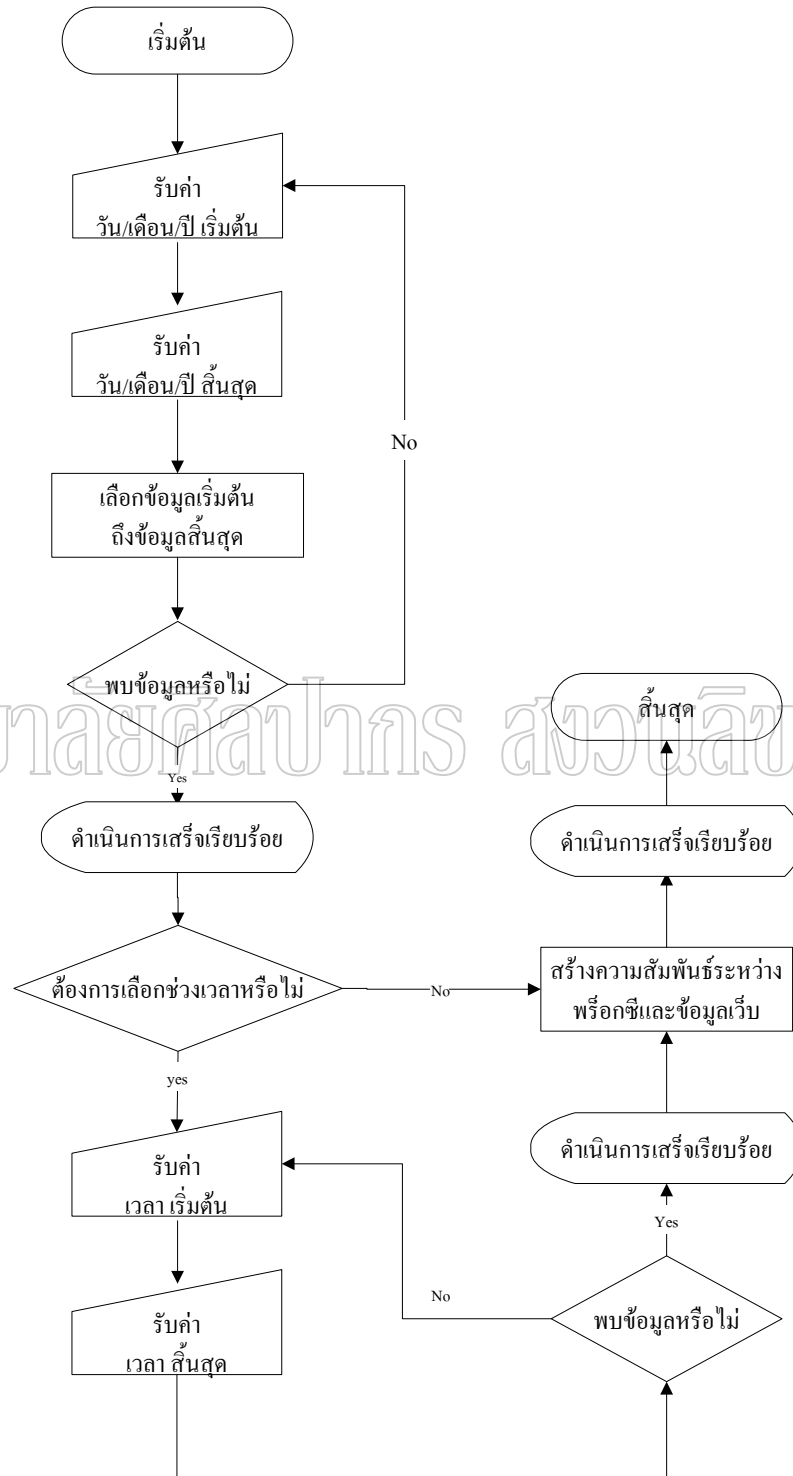 เริ่มต้น
รับค่า
วัน/เดือน/ปี เริ่มต้น
รับค่า
วัน/เดือน/ปี สิ้นสุด
No
เลือกข้อมูลเริ่มต้น
ถึงข้อมูลสิ้นสุด
พบข้อมูลหรือไม่
Yes
ดำเนินการเสร็จเรียบร้อย
ต้องการเลือกช่วงเวลาหรือไม่
No
yes
รับค่า
เวลา เริ่มต้น
รับค่า
เวลา สิ้นสุด
No
พบข้อมูลหรือไม่
Yes
ดำเนินการเสร็จเรียบร้อย
สร้างความสัมพันธ์ระหว่าง
พร็อกซีและข้อมูลเว็บ
ดำเนินการเสร็จเรียบร้อย
สิ้นสุด